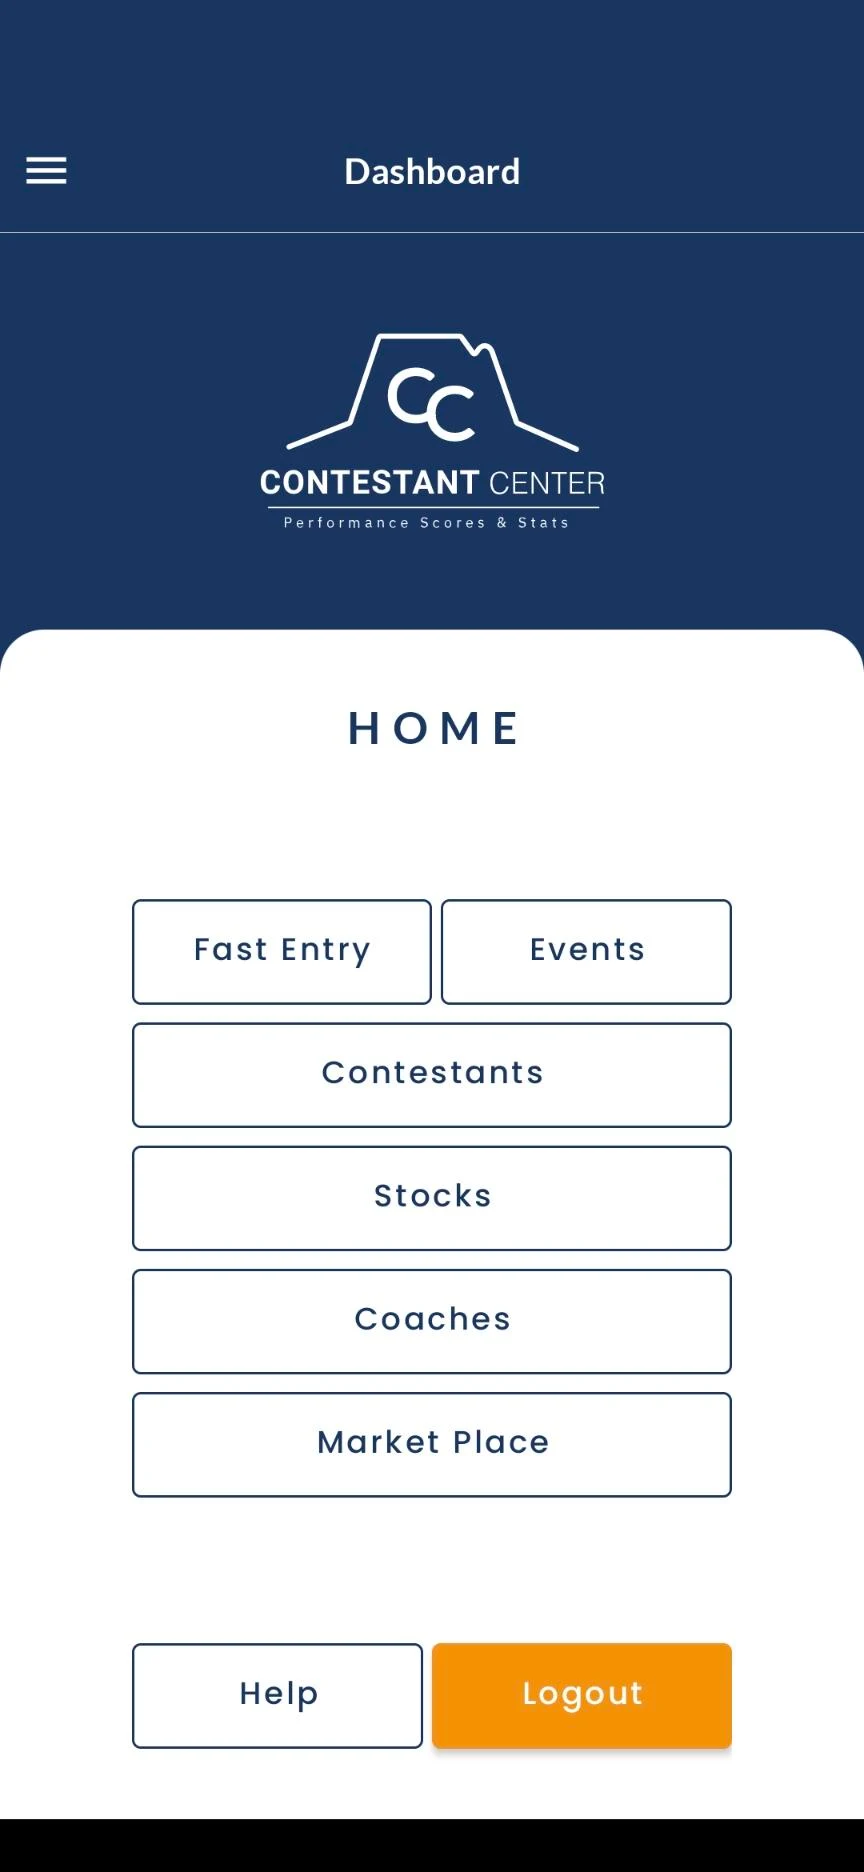 Dashboard
CC
CONTESTANT CENTER
Performance Scores & Stats
HOME
Fast Entry
Events
Contestants
Stocks
Coaches
Market Place
Help
Logout